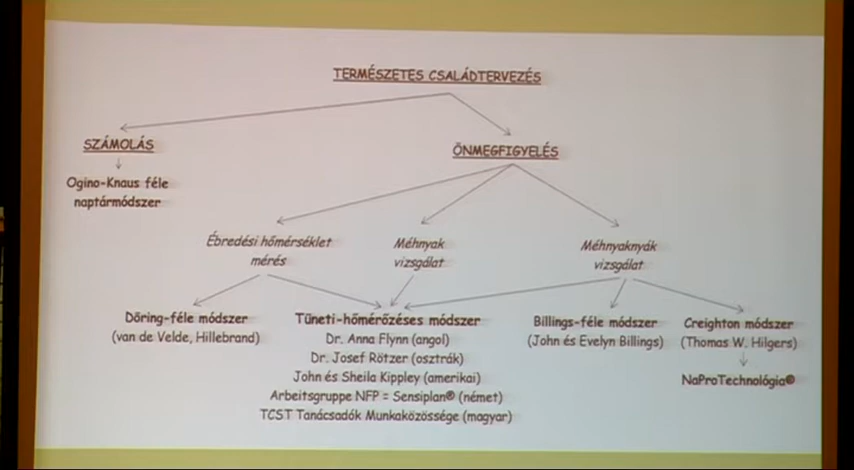 TERMÉSZETES CSALÁDTERVEZÉS
SZÁMOLÁS
ÖNMEGFIGYELÉS
Ogino-Knaus féle
naptármódszer
Ébredési hőmérséklet
mérés
Méhnyak
vizsgálat
Méhnyaknyák
vizsgálat
Döring-féle módszer
(van de Velde, Hillebrand)
Tüneti-hőmérőzéses módszer
Dr. Anna Flynn (angol)
Dr. Josef Rötzer (osztrák)
John és Sheila Kippley (amerikai)
Arbeitsgruppe NFP = Sensiplan® (német)
TCST Tanácsadók Munkaközössége (magyar)
Billings-féle módszer
(John és Evelyn Billings)
Creighton módszer
(Thomas W. Hilgers)
NaProTechnológia®